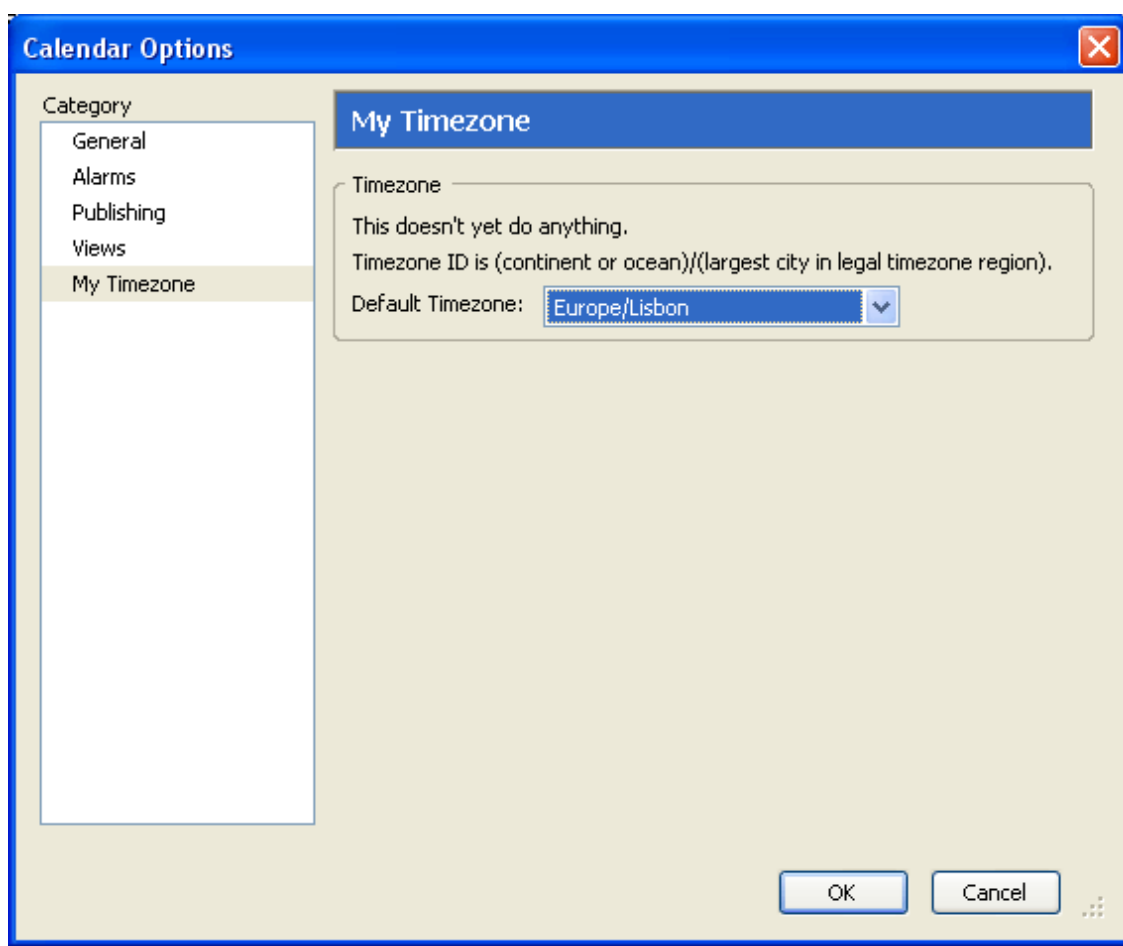 Calendar Options
Category
General
Alarms
Publishing
Views
My Timezone
My Timezone
Timezone
This doesn't yet do anything.
Timezone ID is (continent or ocean)/(largest city in legal timezone region).
Default Timezone: Europe/Lisbon
OK Cancel